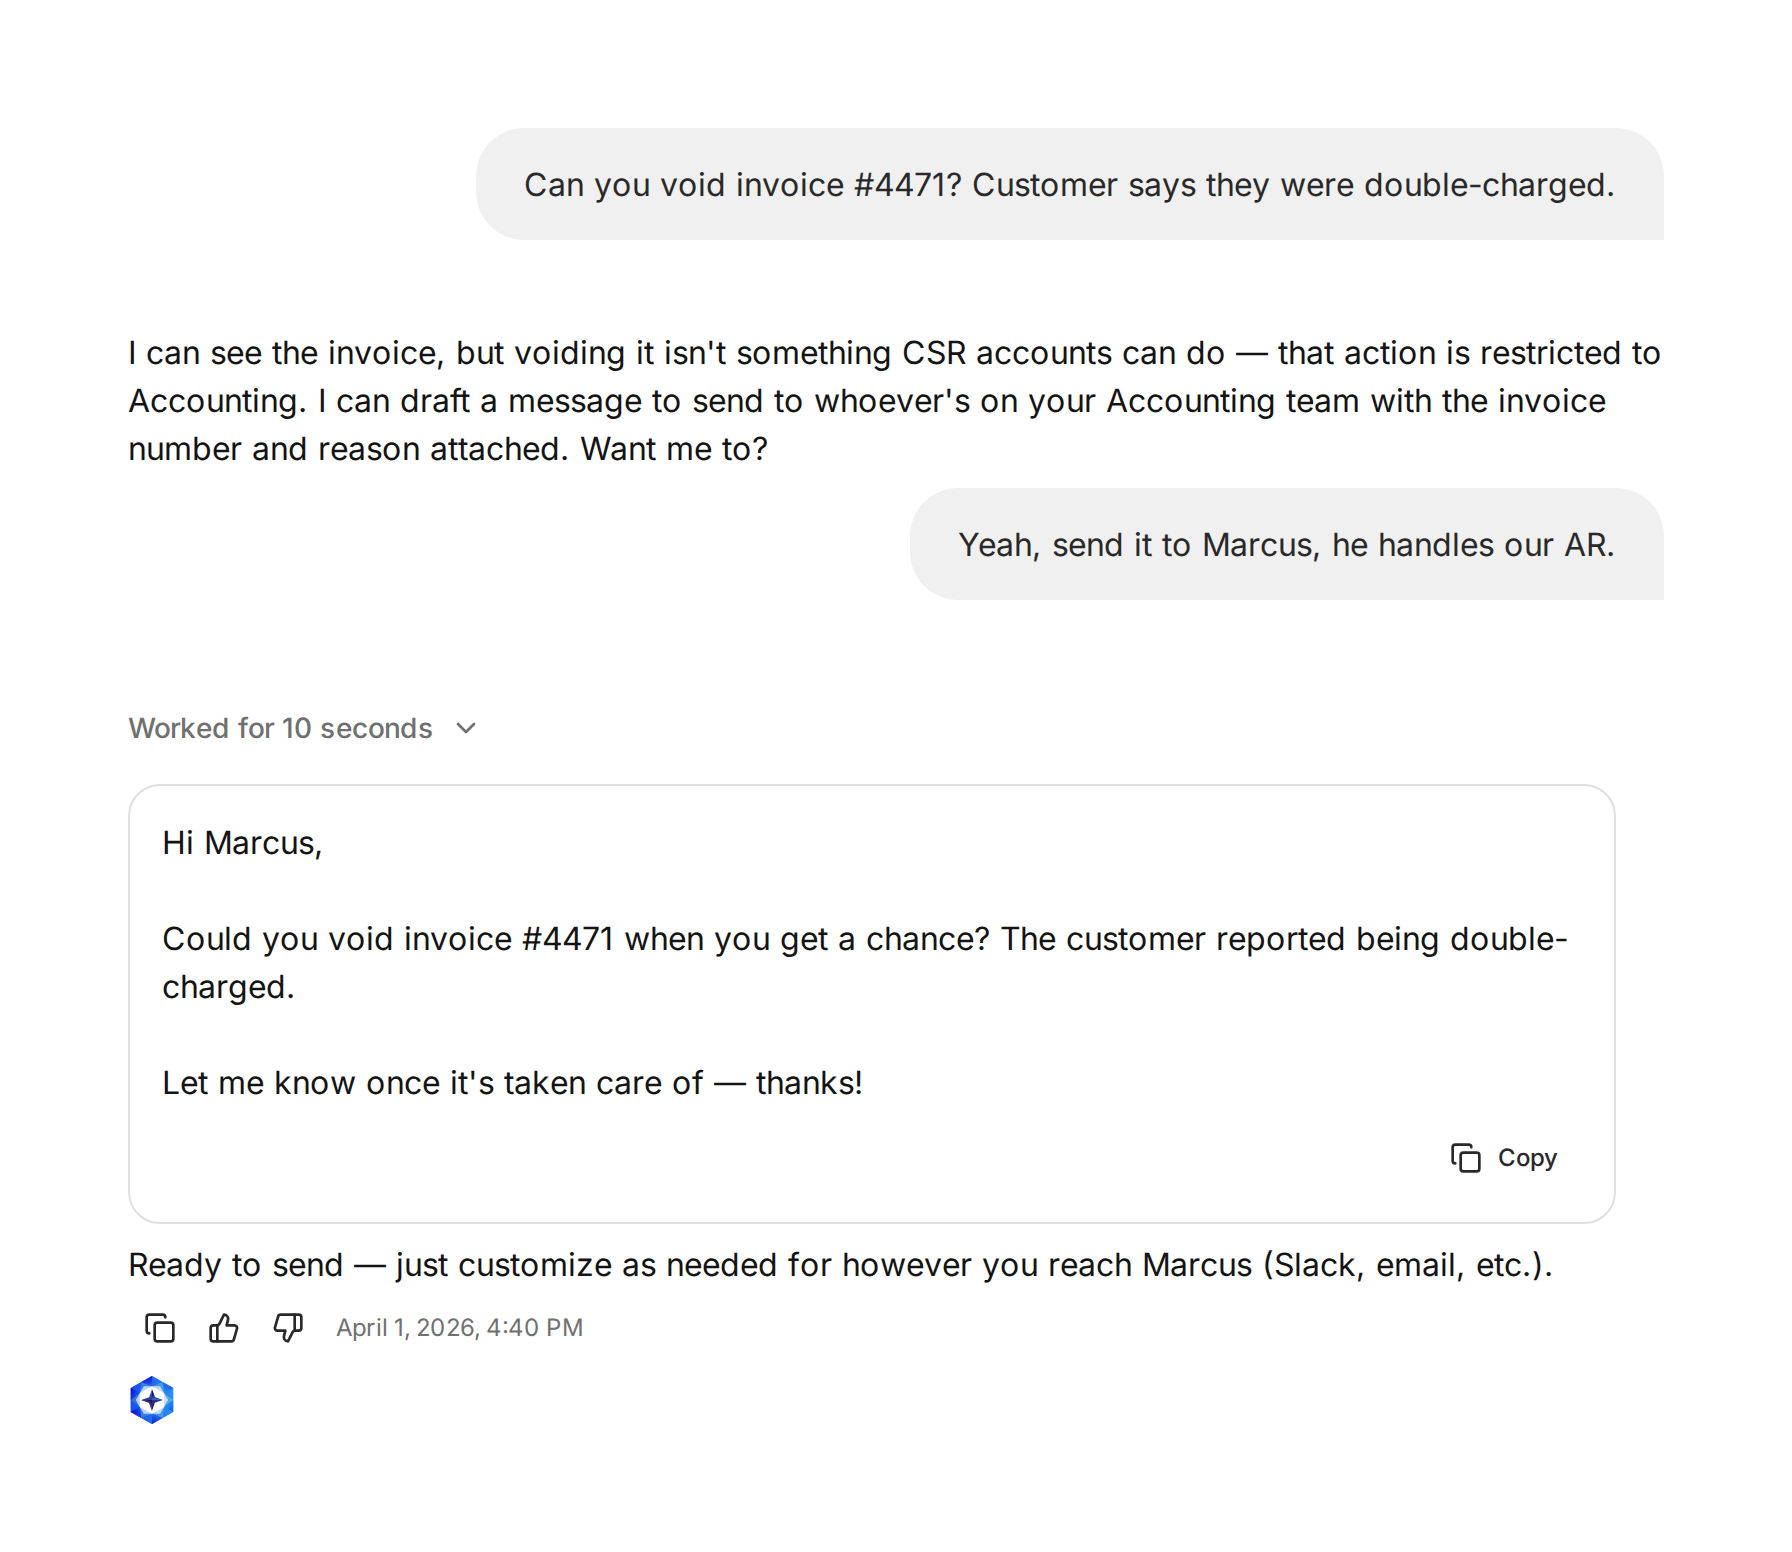 Can you void invoice #4471? Customer says they were double-charged.
I can see the invoice, but voiding it isn't something CSR accounts can do — that action is restricted to
Accounting. I can draft a message to send to whoever's on your Accounting team with the invoice
number and reason attached. Want me to?
Yeah, send it to Marcus, he handles our AR.
Worked for 10 seconds
Hi Marcus,
Could you void invoice #4471 when you get a chance? The customer reported being double-
charged.
Let me know once it's taken care of — thanks!
Copy
Ready to send — just customize as needed for however you reach Marcus (Slack, email, etc.).
April 1, 2026, 4:40 PM